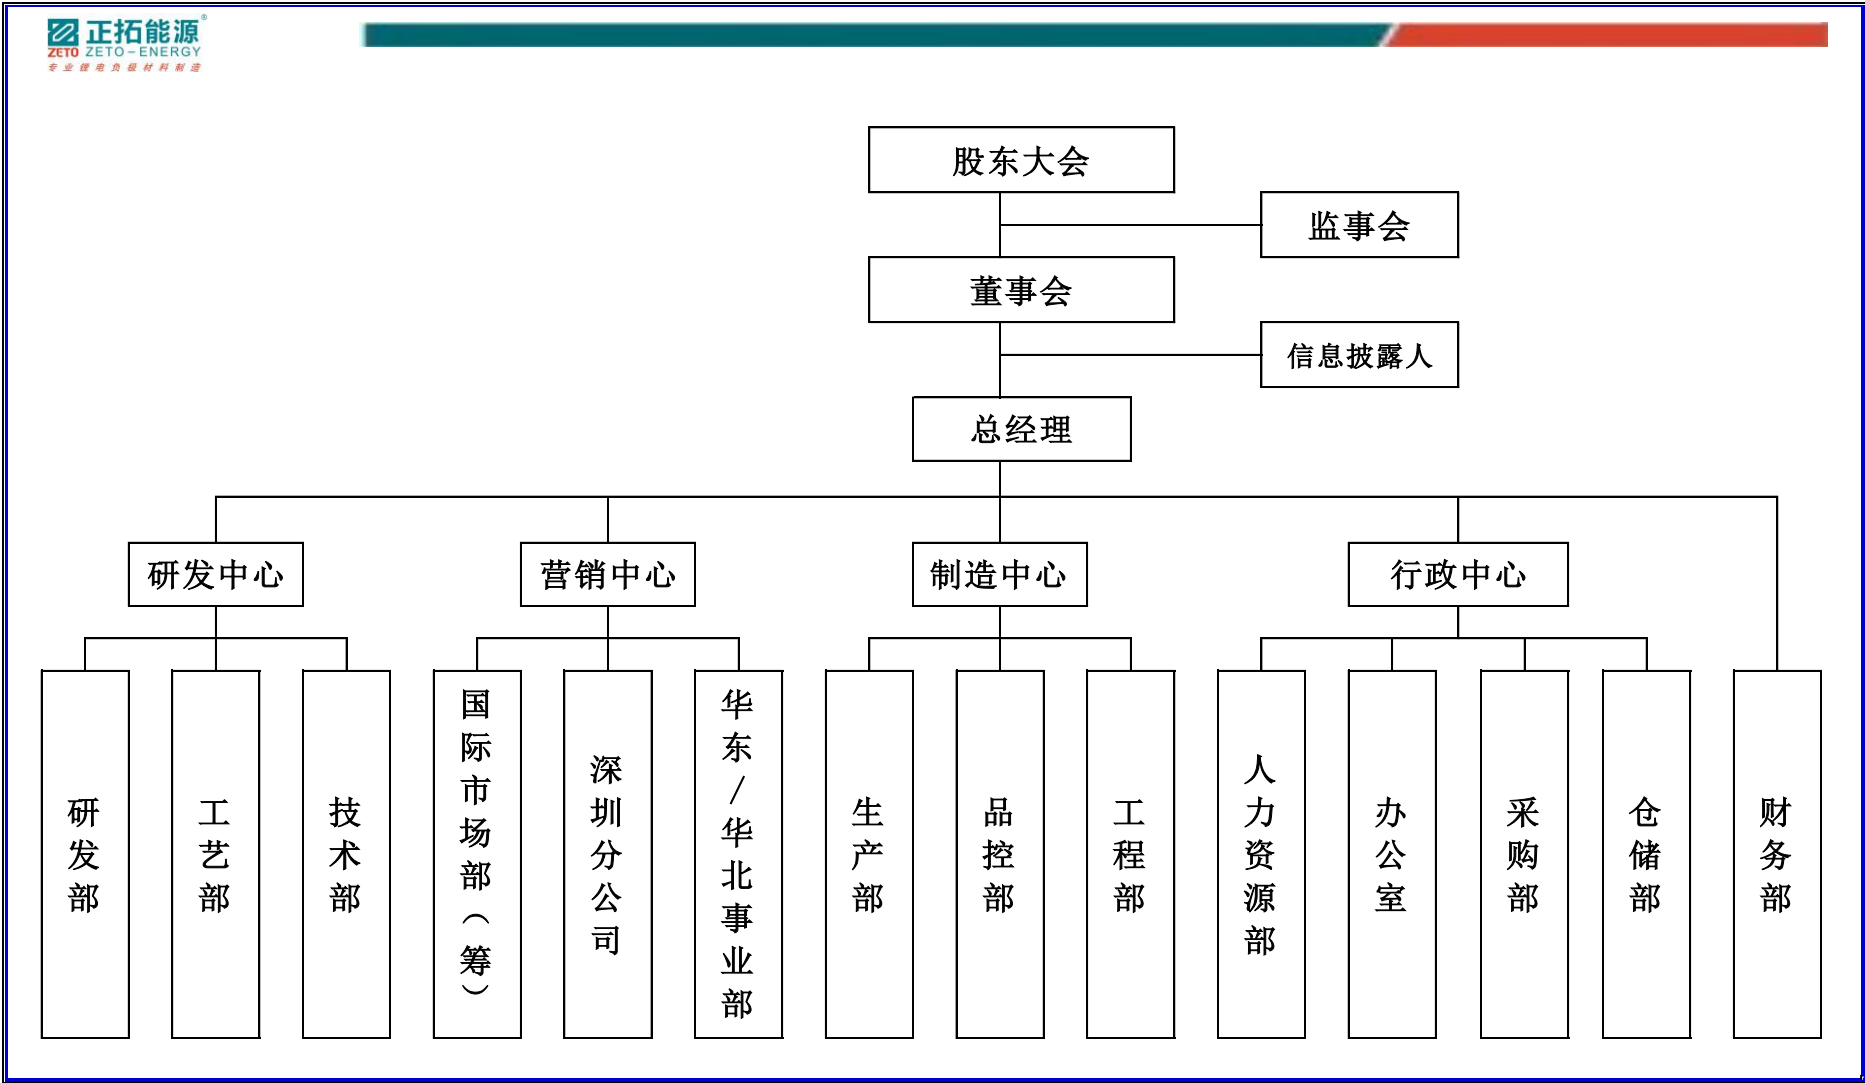 正拓能源®
ZETO ZETO-ENERGY
专业锂电负极材料制造
股东大会
监事会
董事会
信息披露人
总经理
研发中心
营销中心
制造中心
行政中心
研发部
工艺部
技术部
国际市场部（筹）
深圳分公司
华东/华北事业部
生产部
品控部
工程部
人力资源部
办公室
采购部
仓储部
财务部